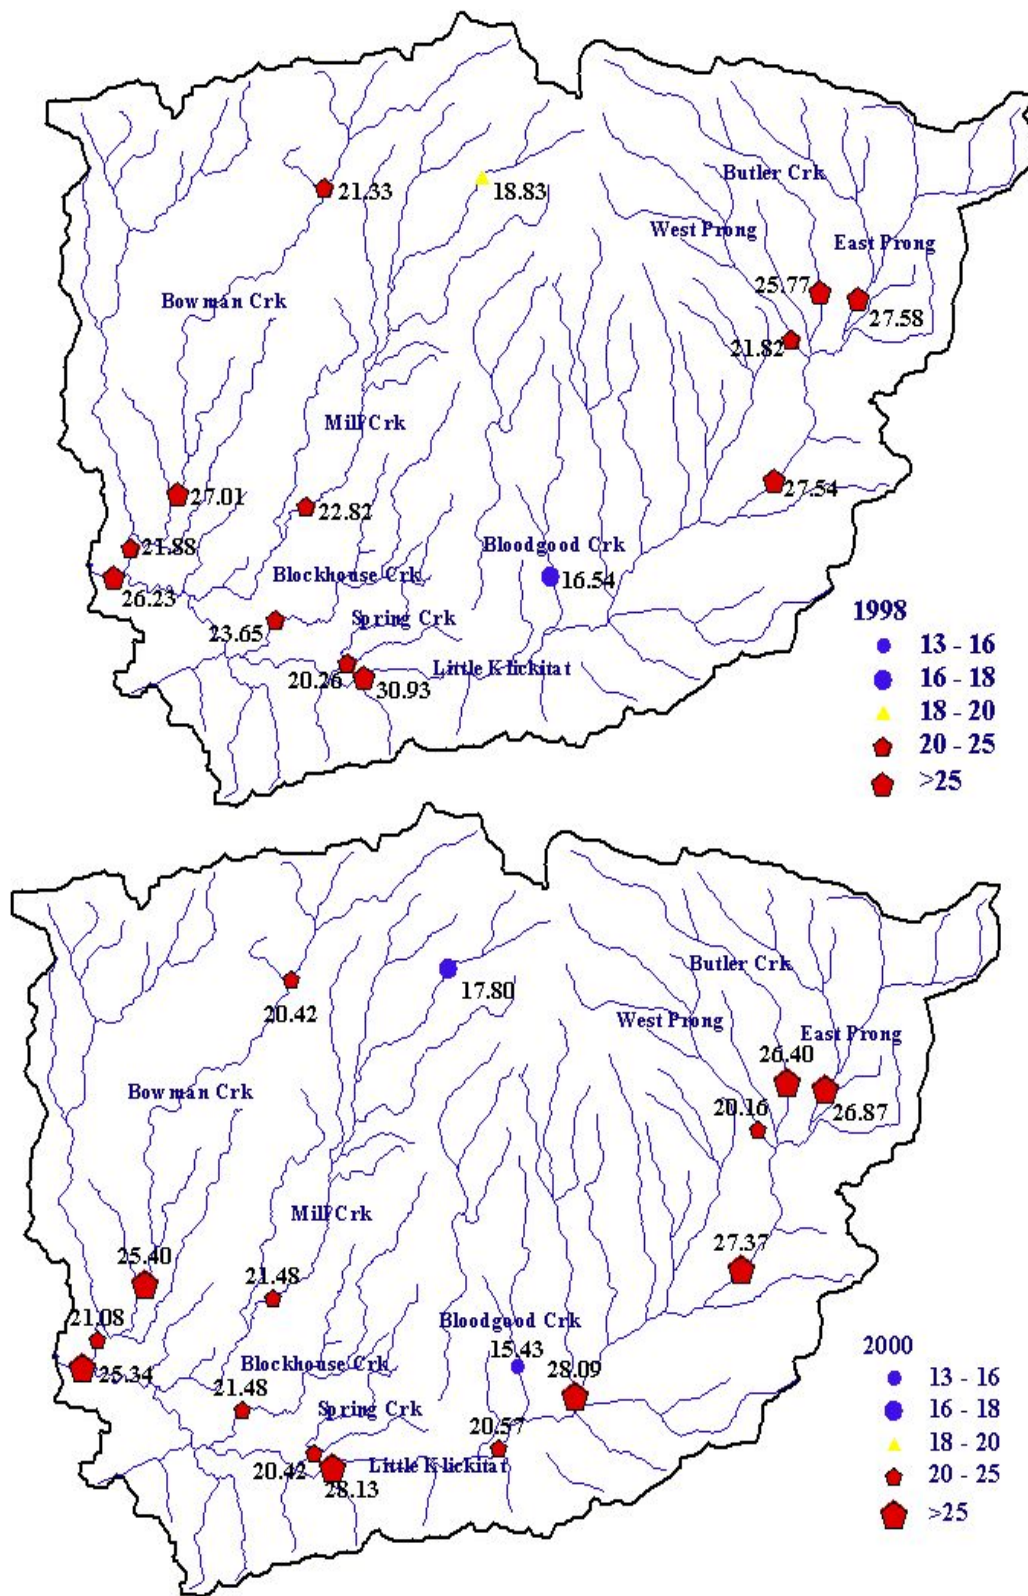 21.33
18.83
Butler Crk
West Prong
East Prong
25.77
27.58
Bowman Crk
21.82
Mill Crk
27.01
22.82
27.54
21.88
Bloodgood Crk
26.23
Blockhouse Crk
16.54
23.65
Spring Crk
20.26
30.93
Little Klickitat
1998
13 - 16
16 - 18
18 - 20
20 - 25
>25
20.42
17.80
Butler Crk
West Prong
East Prong
26.40
26.87
Bowman Crk
20.16
Mill Crk
25.40
21.48
27.37
21.08
Bloodgood Crk
25.34
Blockhouse Crk
15.43
28.09
21.48
Spring Crk
20.57
20.42
28.13
Little Klickitat
2000
13 - 16
16 - 18
18 - 20
20 - 25
>25